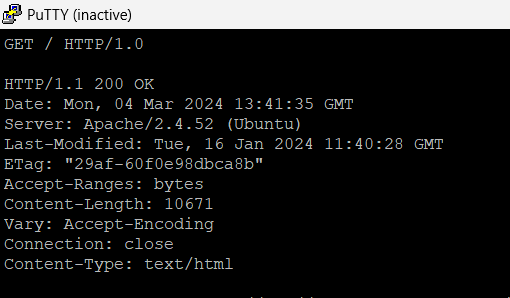 PuTTY (inactive)
GET / HTTP/1.0
HTTP/1.1 200 OK
Date: Mon, 04 Mar 2024 13:41:35 GMT
Server: Apache/2.4.52 (Ubuntu)
Last-Modified: Tue, 16 Jan 2024 11:40:28 GMT
ETag: "29af-60f0e98dbca8b"
Accept-Ranges: bytes
Content-Length: 10671
Vary: Accept-Encoding
Connection: close
Content-Type: text/html